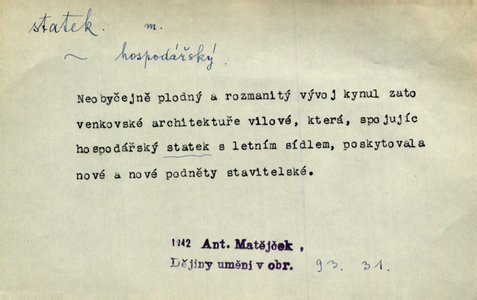 statek. m.
~ hospodářský.
Neobyčejně plodný a rozmanitý vývoj kynul zato
venkovské architektuře vilové, která, spojujíc
hospodářský statek s letním sídlem, poskytovala
nové a nové podněty stavitelské.
1942 Ant. Matějček,
Dějiny umění v obr. 93. 31.